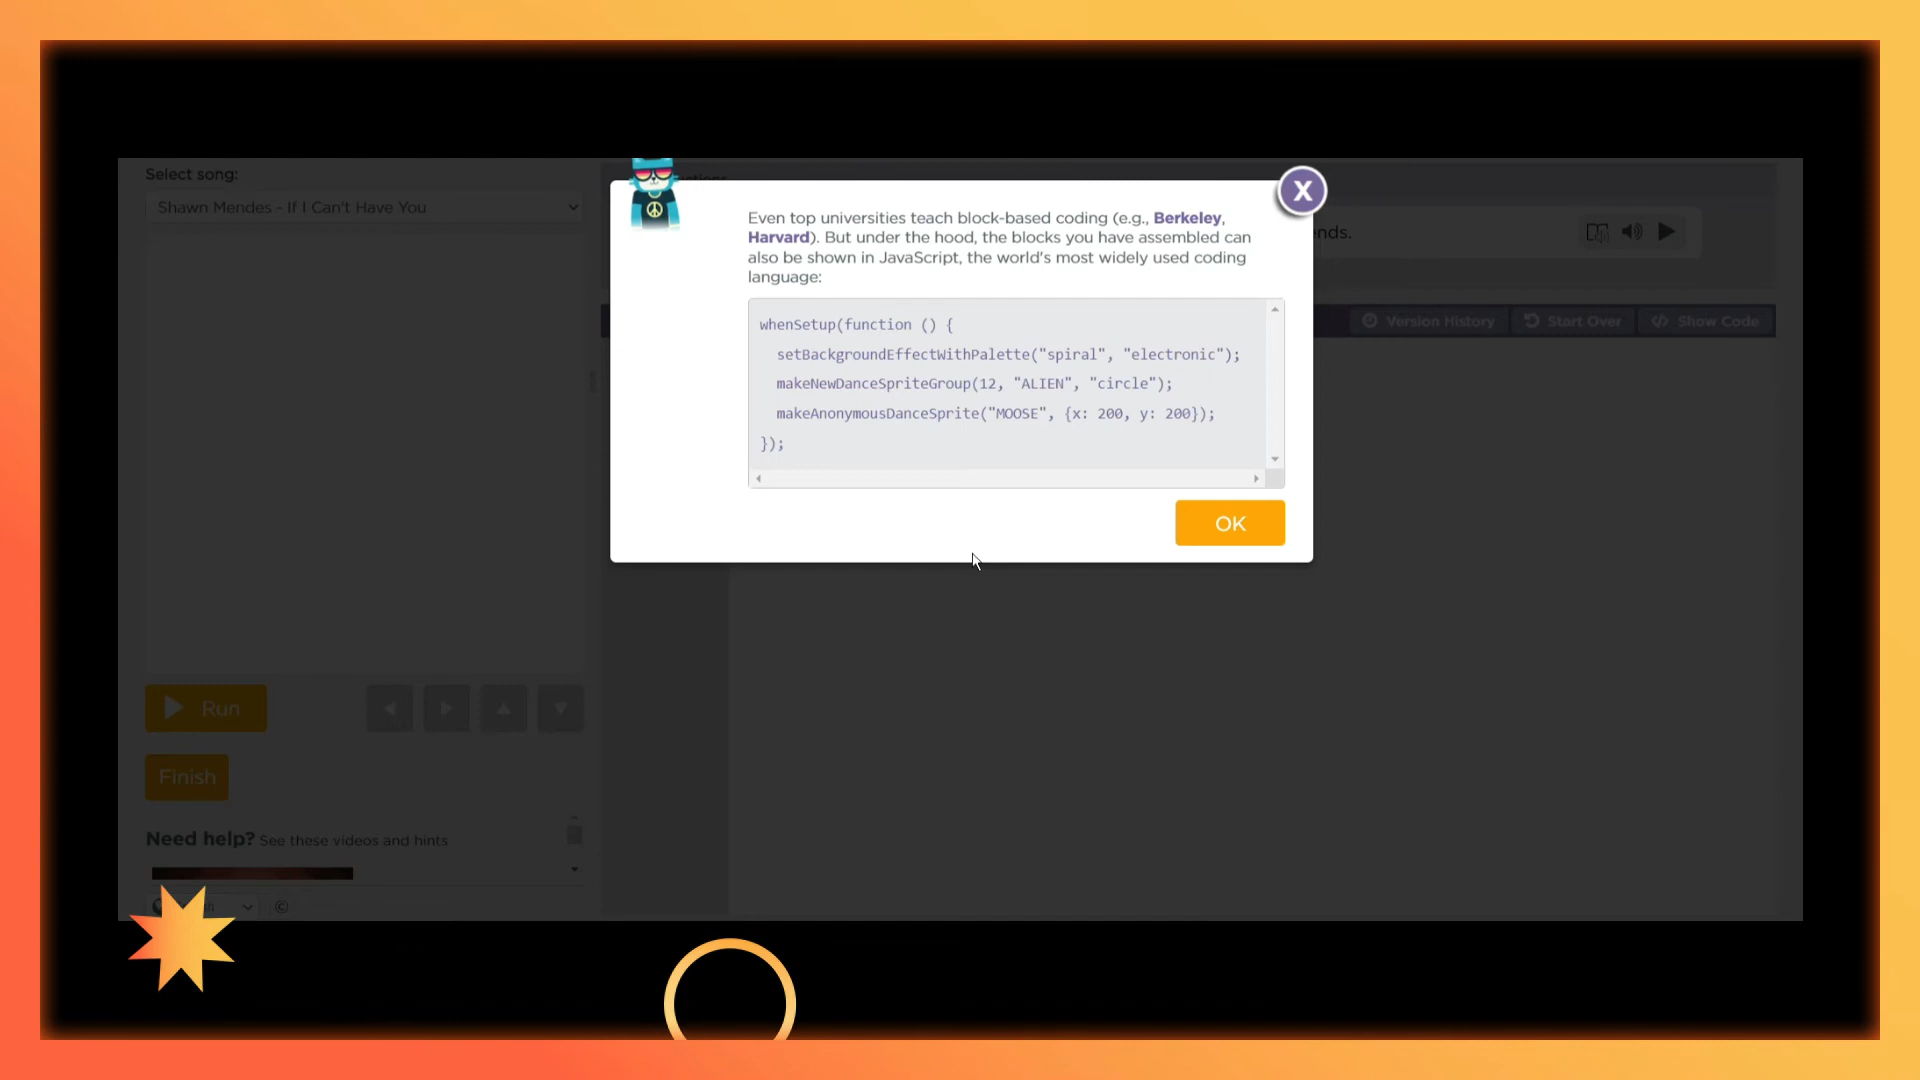 Select song:
Shawn Mendes - If I Can't Have You
Even top universities teach block-based coding (e.g., Berkeley,
Harvard). But under the hood, the blocks you have assembled can
also be shown in JavaScript, the world's most widely used coding
language:
whenSetup(function () {
setBackgroundEffectWithPalette("spiral", "electronic");
makeNewDanceSpriteGroup(12, "ALIEN", "circle");
makeAnonymousDanceSprite("MOOSE", {x: 200, y: 200});
});
OK
X
nds.
Version History
Start Over
Show Code
Run
Finish
Need help? See these videos and hints
©